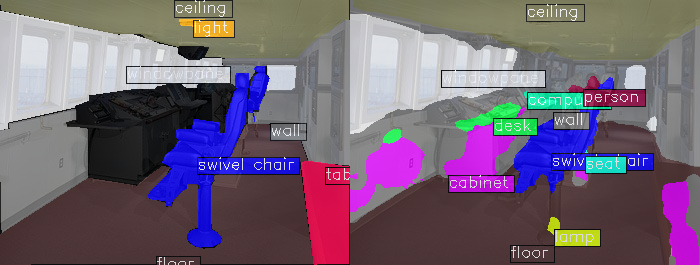 ceiling
light
windowpane
wall
swivel chair
tab
floor
ceiling
windowpane
compu
person
desk
wall
swiv
seat
air
cabinet
lamp
floor